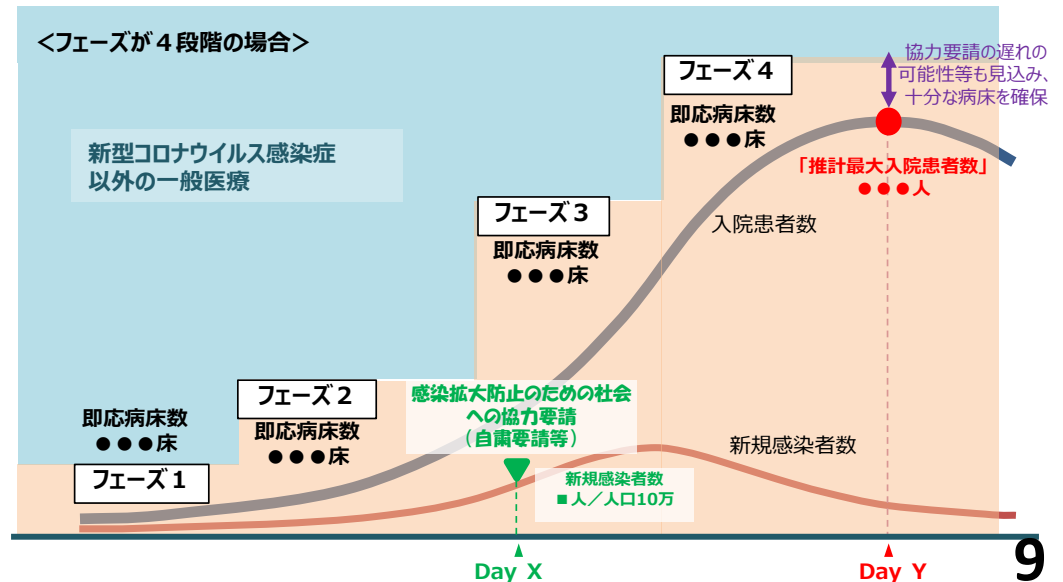 <フェーズが４段階の場合>
協力要請の遅れの
可能性等も見込み、
十分な病床を確保
フェーズ４
即応病床数
●●●床
新型コロナウイルス感染症
以外の一般医療
「推計最大入院患者数」
●●●人
フェーズ３
入院患者数
即応病床数
●●●床
フェーズ２
感染拡大防止のための社会
への協力要請
（自粛要請等）
即応病床数
●●●床
即応病床数
●●●床
新規感染者数
フェーズ１
新規感染者数
■人／人口10万
Day X
Day Y
9